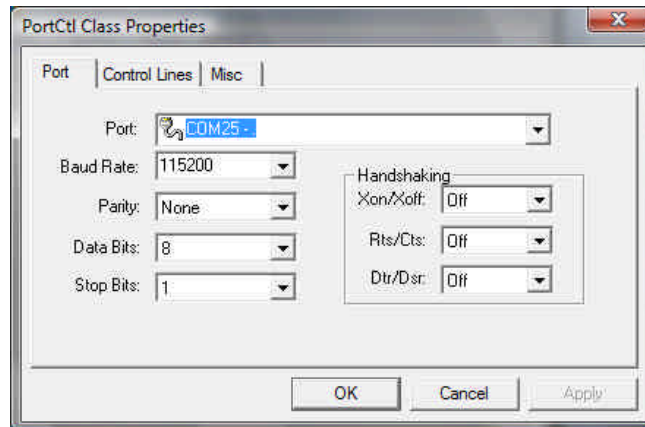 PortCtl Class Properties
Port Control Lines Misc
Port: COM25 - .
Baud Rate: 115200
Parity: None
Data Bits: 8
Stop Bits: 1
Handshaking
Xon/Xoff: Off
Rts/Cts: Off
Dtr/Dsr: Off
OK Cancel Apply